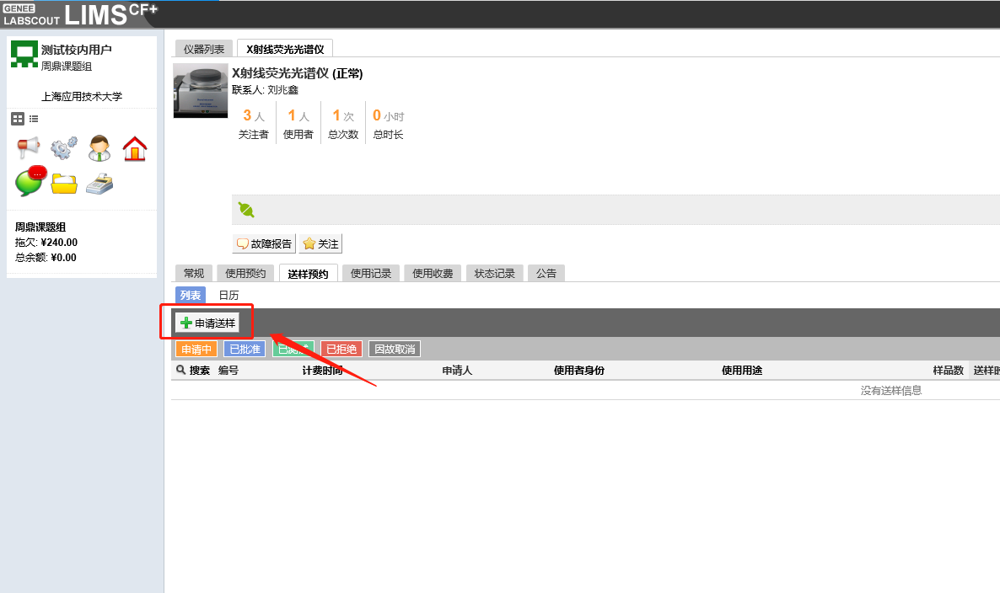 GENEE
LABSCOUT LIMS CF+
测试校内用户
周鼎课题组
上海应用技术大学
...
周鼎课题组
拖欠: ¥240.00
总余额: ¥0.00
仪器列表 X射线荧光光谱仪
X射线荧光光谱仪 (正常)
联系人: 刘兆鑫
3 人 1 人 1 次 0 小时
关注者 使用者 总次数 总时长
故障报告 关注
常规 使用预约 送样预约 使用记录 使用收费 状态记录 公告
列表 日历
申请送样
申请中 已批准 已拒绝 因故取消
搜索 编号 计费时间 申请人 使用者身份 使用用途 样品数 送样
没有送样信息